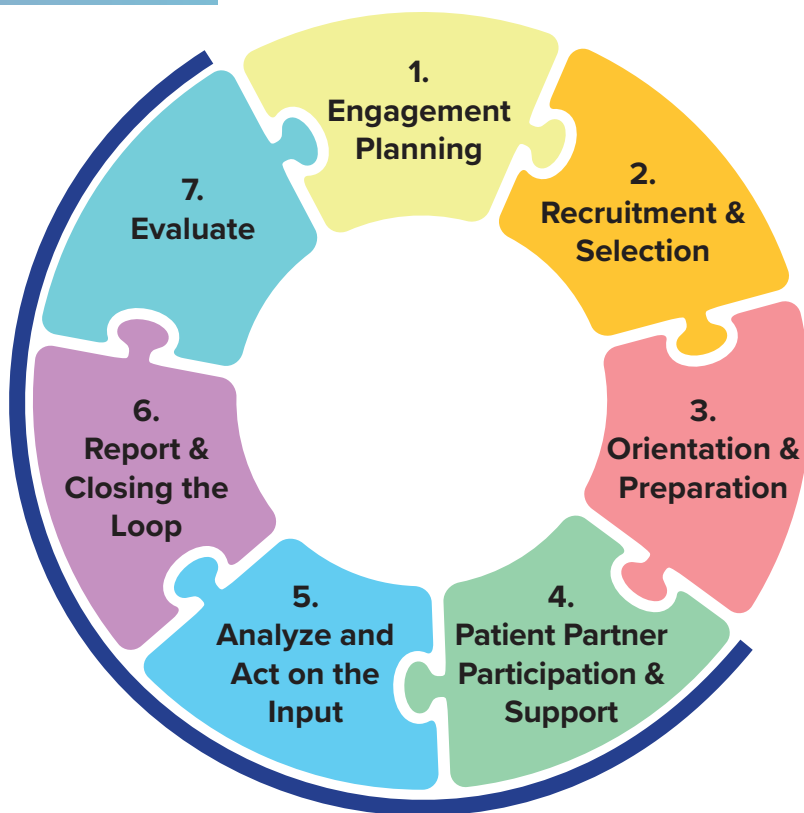 1.
Engagement
Planning
2.
Recruitment &
Selection
3.
Orientation &
Preparation
4.
Patient Partner
Participation &
Support
5.
Analyze and
Act on the
Input
6.
Report &
Closing the
Loop
7.
Evaluate